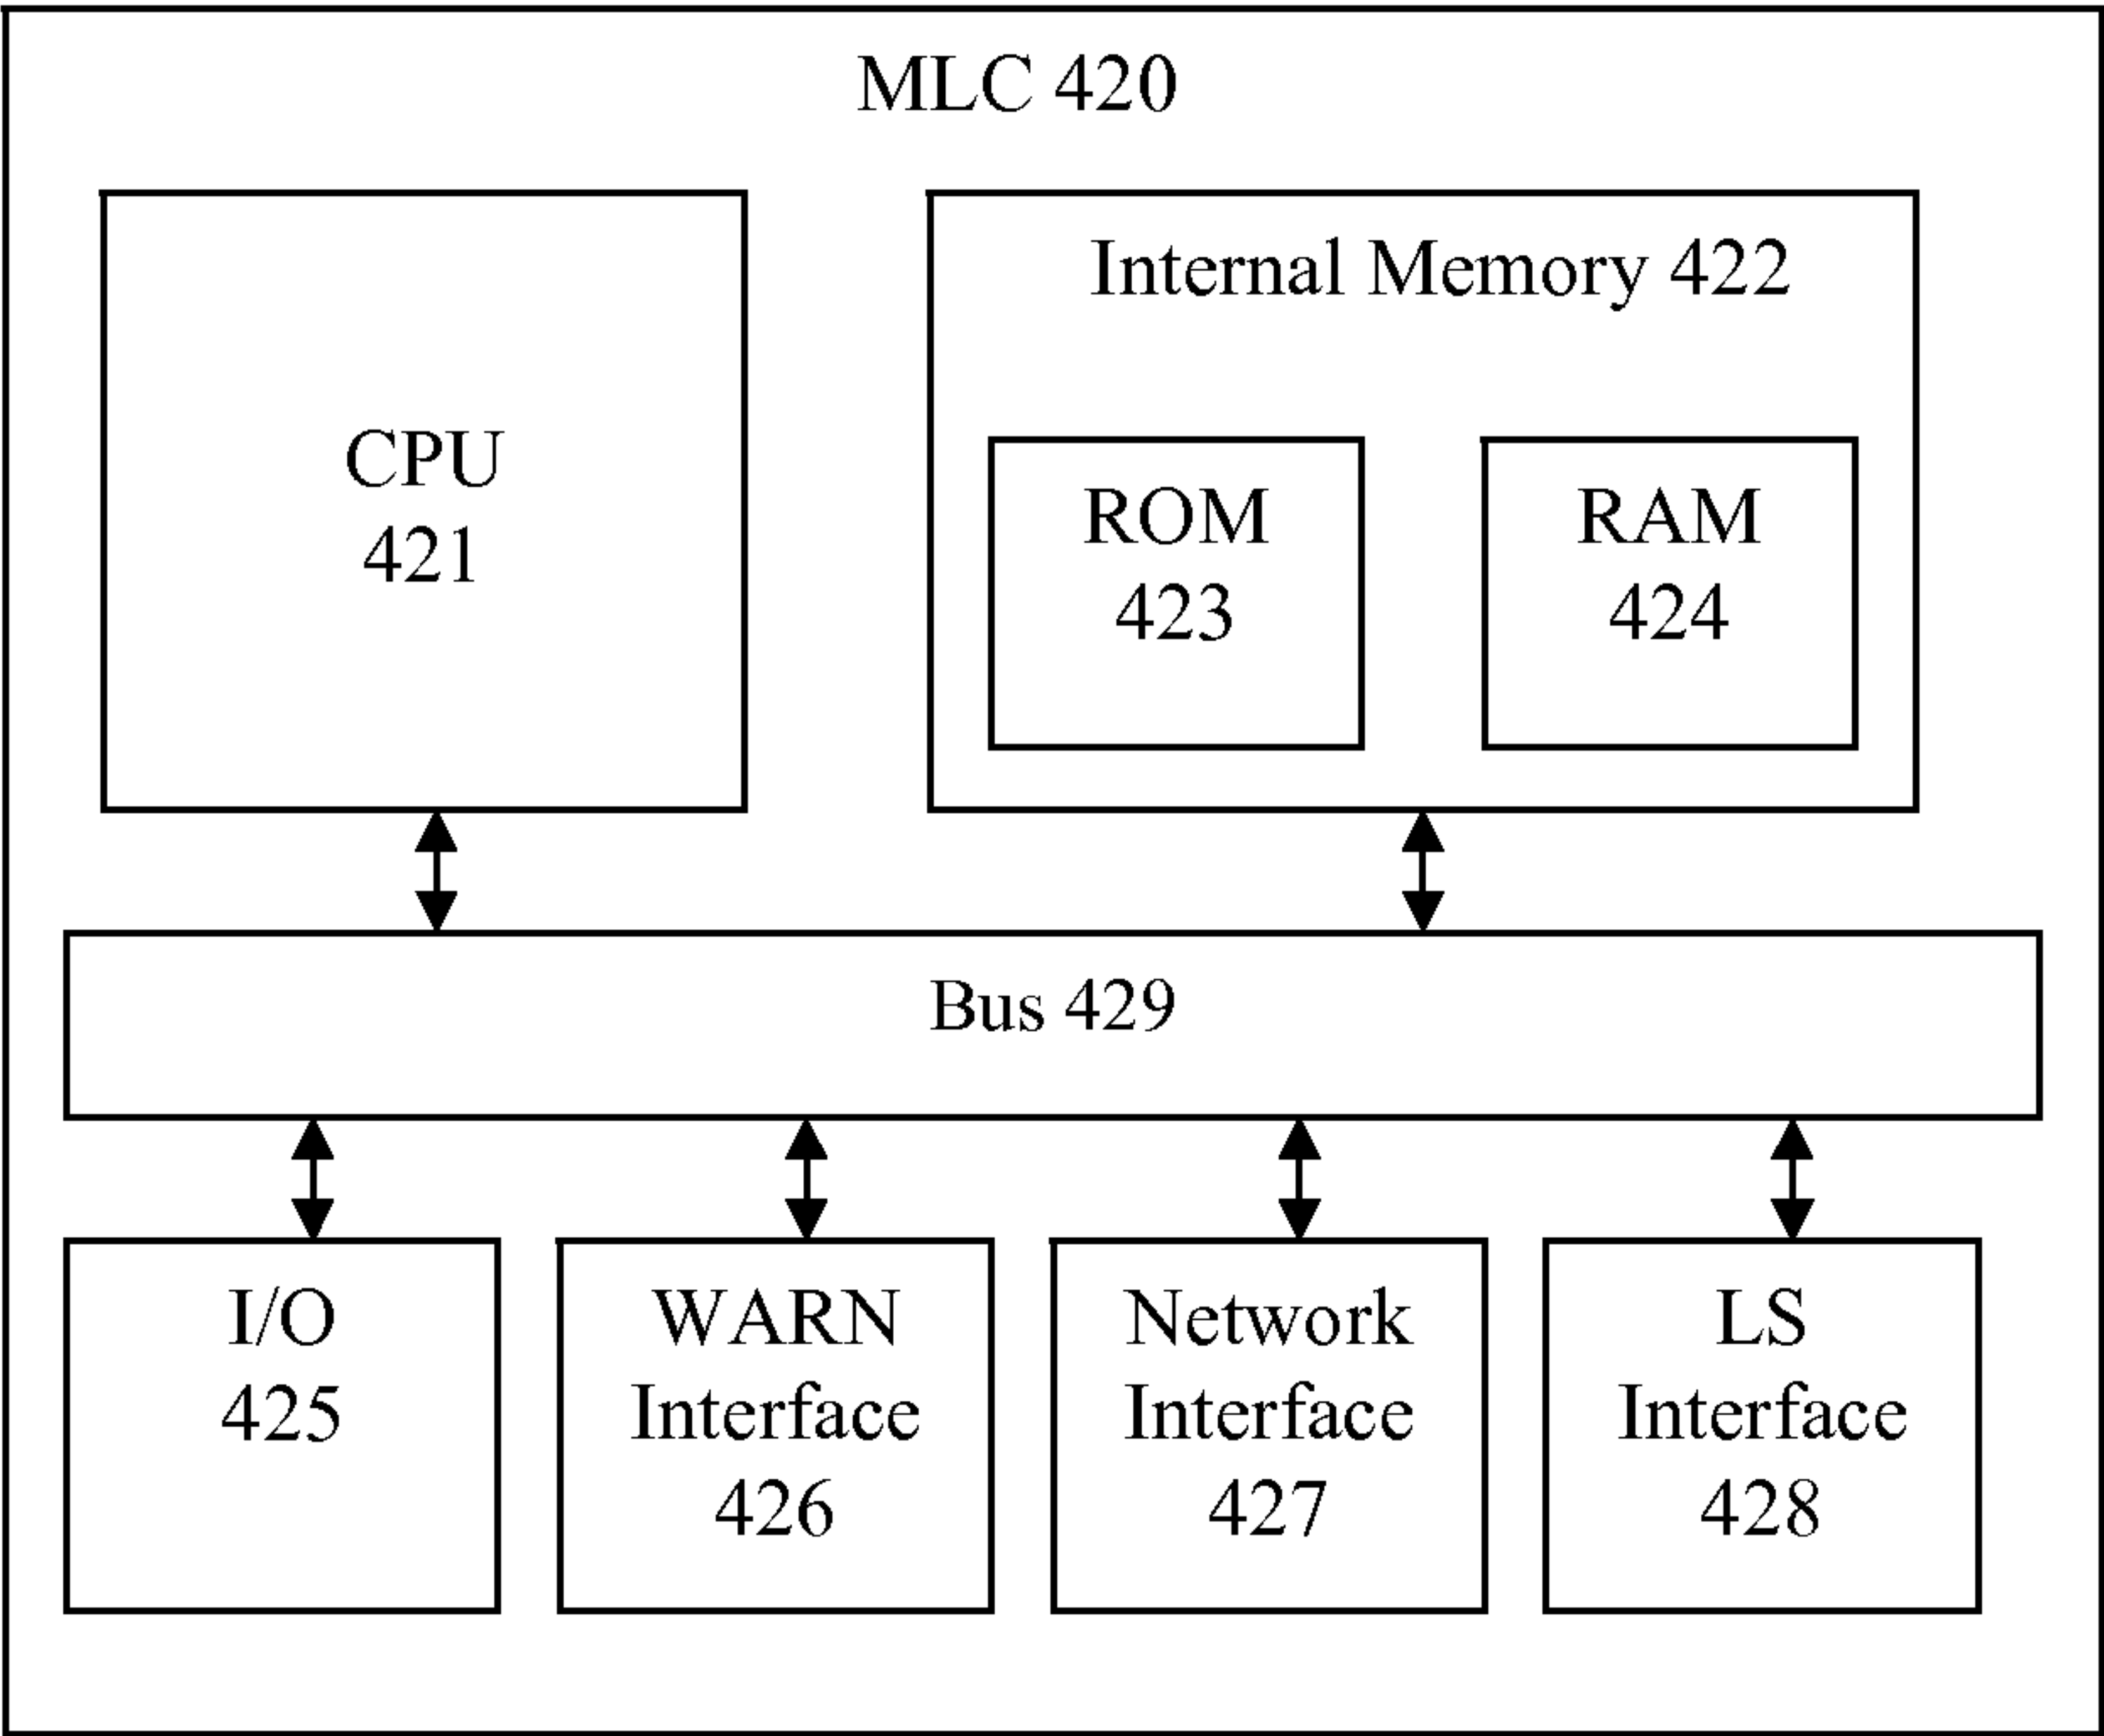 MLC 420
CPU
421
Internal Memory 422
ROM
423
RAM
424
Bus 429
I/O
425
WARN
Interface
426
Network
Interface
427
LS
Interface
428